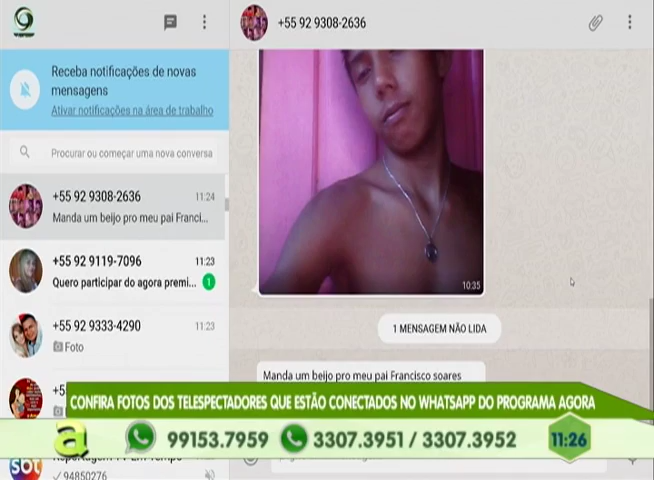 +55 92 9308-2636
Receba notificações de novas
mensagens
Ativar notificações na área de trabalho
Procurar ou começar uma nova conversa
+55 92 9308-2636 11:24
Manda um beijo pro meu pai Franci...
+55 92 9119-7096 11:23
Quero participar do agora premi... 1
+55 92 9333-4290 11:23
Foto
10:35
1 MENSAGEM NÃO LIDA
Manda um beijo pro meu pai Francisco soares
+5
CONFIRA FOTOS DOS TELESPECTADORES QUE ESTÃO CONECTADOS NO WHATSAPP DO PROGRAMA AGORA
a 99153.7959 3307.3951 / 3307.3952 11:26
SBT
94850276